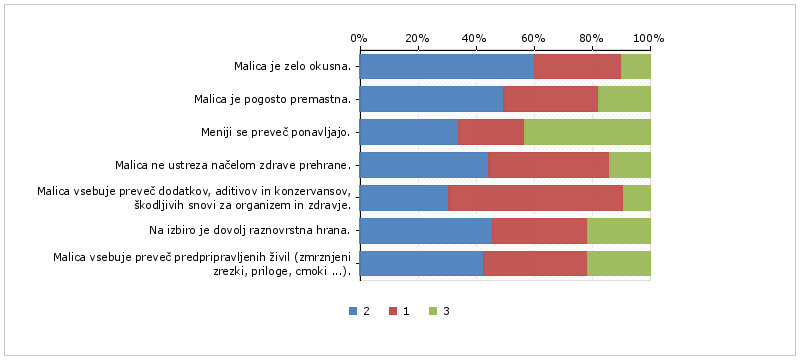 0% 20% 40% 60% 80% 100%
Malica je zelo okusna.
Malica je pogosto premastna.
Meniji se preveč ponavljajo.
Malica ne ustreza načelom zdrave prehrane.
Malica vsebuje preveč dodatkov, aditivov in konzervansov,
škodljivih snovi za organizem in zdravje.
Na izbiro je dovolj raznovrstna hrana.
Malica vsebuje preveč predpripravljenih živil (zmrznjeni
zrezki, priloge, cmoki ...).
2 1 3